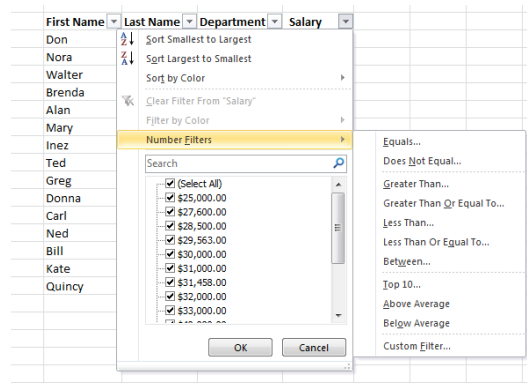 First Name Last Name Department Salary
Don
Nora
Walter
Brenda
Alan
Mary
Inez
Ted
Greg
Donna
Carl
Ned
Bill
Kate
Quincy
Sort Smallest to Largest
Sort Largest to Smallest
Sort by Color
Clear Filter From "Salary"
Filter by Color
Number Filters
Search
(Select All)
$25,000.00
$27,600.00
$28,500.00
$29,563.00
$30,000.00
$31,000.00
$31,458.00
$32,000.00
$33,000.00
OK Cancel
Equals...
Does Not Equal...
Greater Than...
Greater Than Or Equal To...
Less Than...
Less Than Or Equal To...
Between...
Top 10...
Above Average
Below Average
Custom Filter...